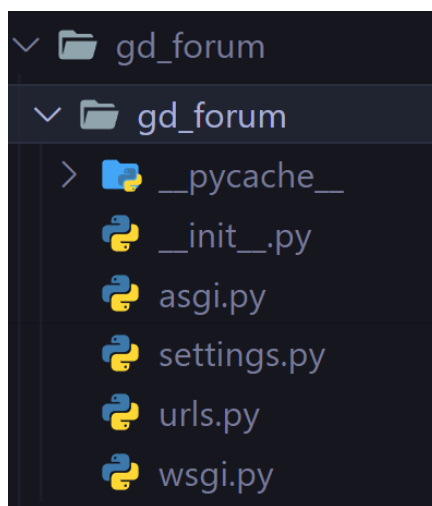 gd_forum
gd_forum
__pycache__
__init__.py
asgi.py
settings.py
urls.py
wsgi.py